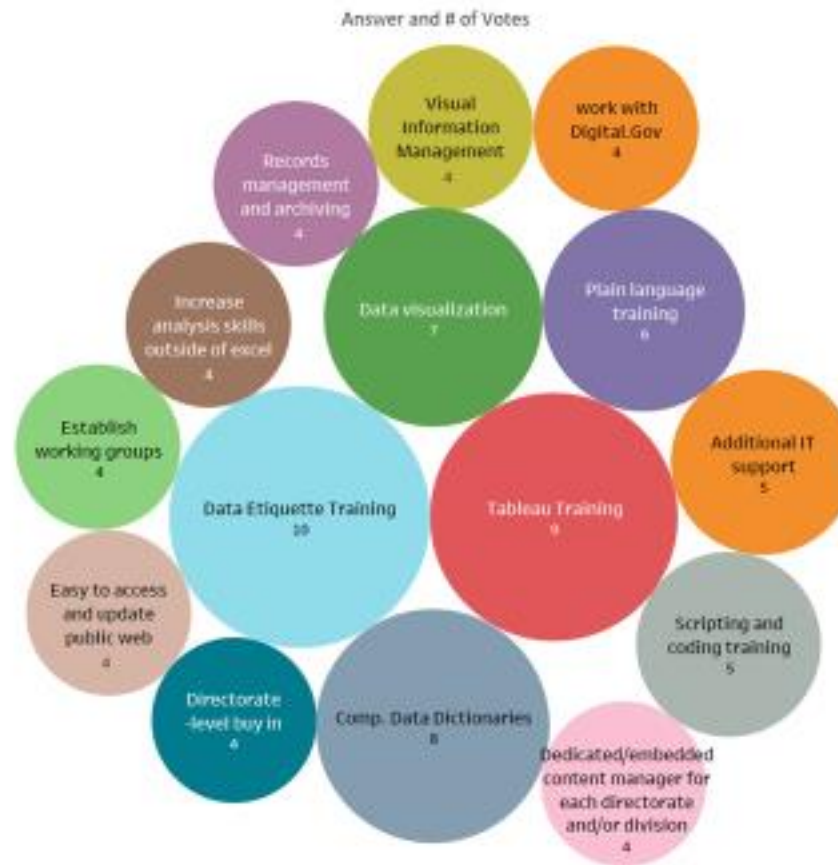 Answer and # of Votes
Visual
Information
Management
4
work with
Digital.Gov
4
Records
management
and archiving
4
Data visualization
7
Plain language
training
6
Increase
analysis skills
outside of excel
4
Establish
working groups
4
Additional IT
support
5
Data Etiquette Training
10
Tableau Training
9
Easy to access
and update
public web
4
Scripting and
coding training
5
Directorate
-level buy in
4
Comp. Data Dictionaries
8
Dedicated/embedded
content manager for
each directorate
and/or division
4